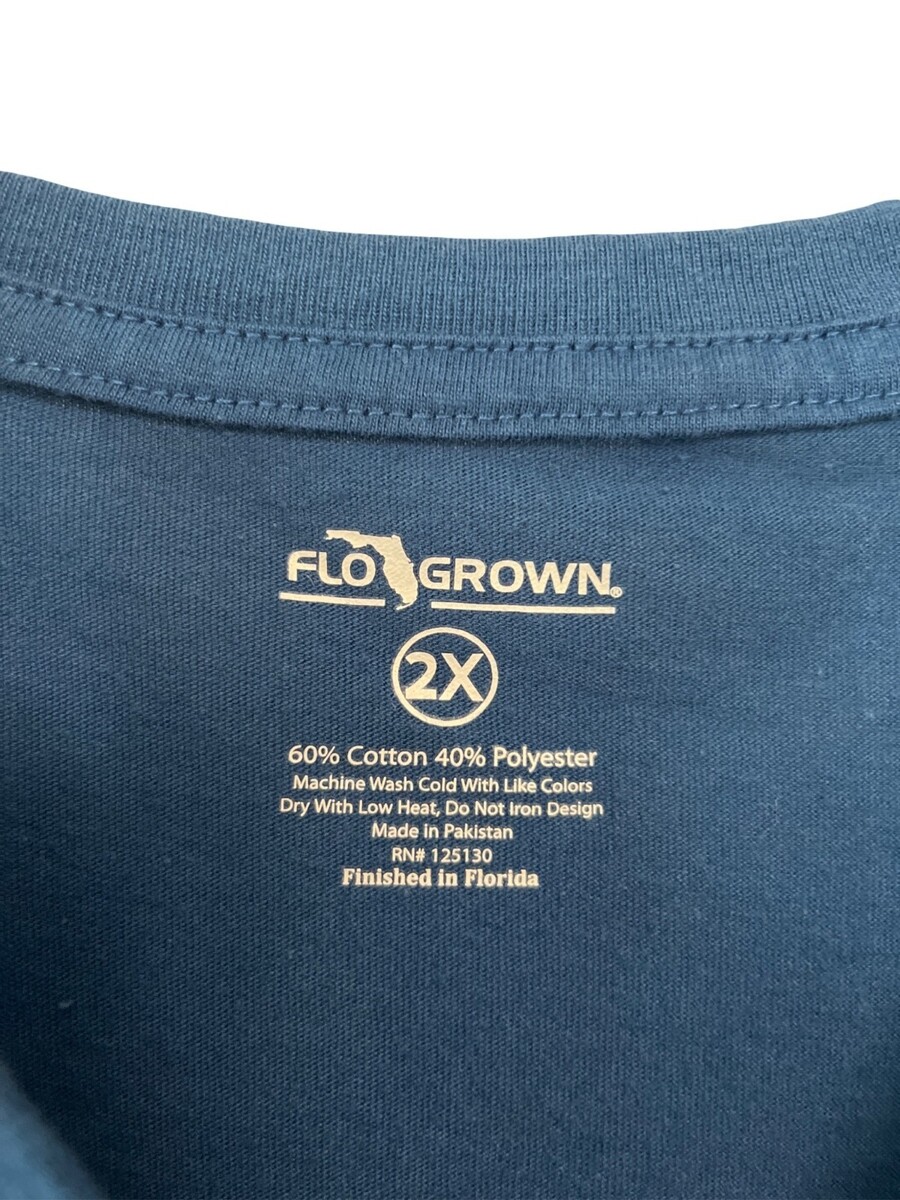 FLO GROWN®
2X
60% Cotton 40% Polyester
Machine Wash Cold With Like Colors
Dry With Low Heat, Do Not Iron Design
Made in Pakistan
RN# 125130
Finished in Florida